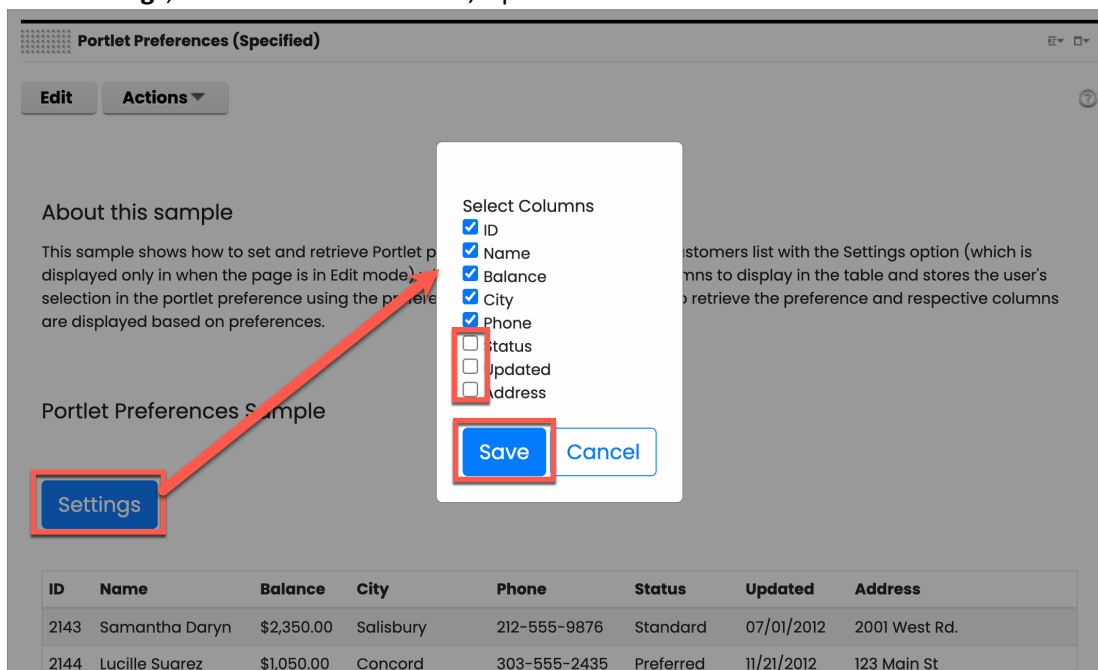 Portlet Preferences (Specified)
Edit Actions
About this sample
This sample shows how to set and retrieve Portlet stomers list with the Settings option (which is
displayed only in when the page is in Edit mode) mns to display in the table and stores the user's
selection in the portlet preference using the retrieve the preference and respective columns
are displayed based on preferences.
Select Columns
ID
Name
Balance
City
Phone
Status
Updated
Address
Save Cancel
Portlet Preferences Sample
Settings
ID Name Balance City Phone Status Updated Address
2143 Samantha Daryn $2,350.00 Salisbury 212-555-9876 Standard 07/01/2012 2001 West Rd.
2144 Lucille Suarez $1,050.00 Concord 303-555-2435 Preferred 11/21/2012 123 Main St